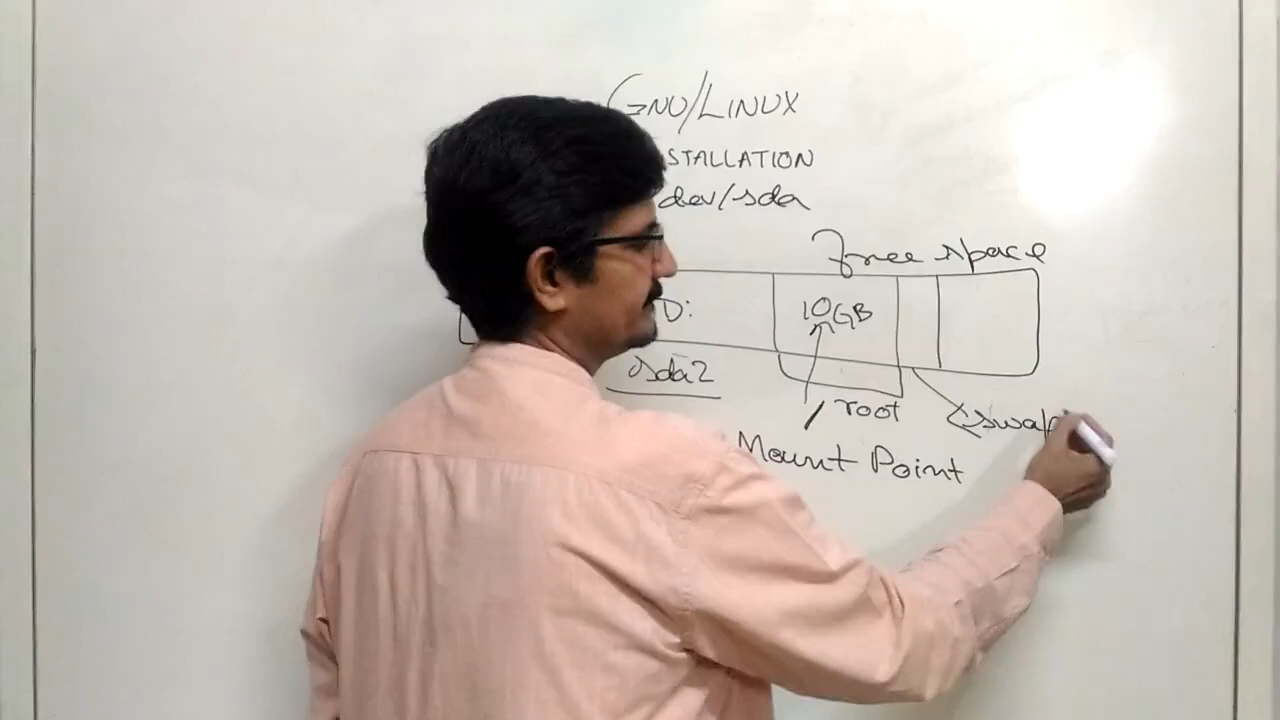 GNU/LINUX
STALLATION
dev/sda
Free space
D:
10GB
sda2
/ root
swap
Mount Point